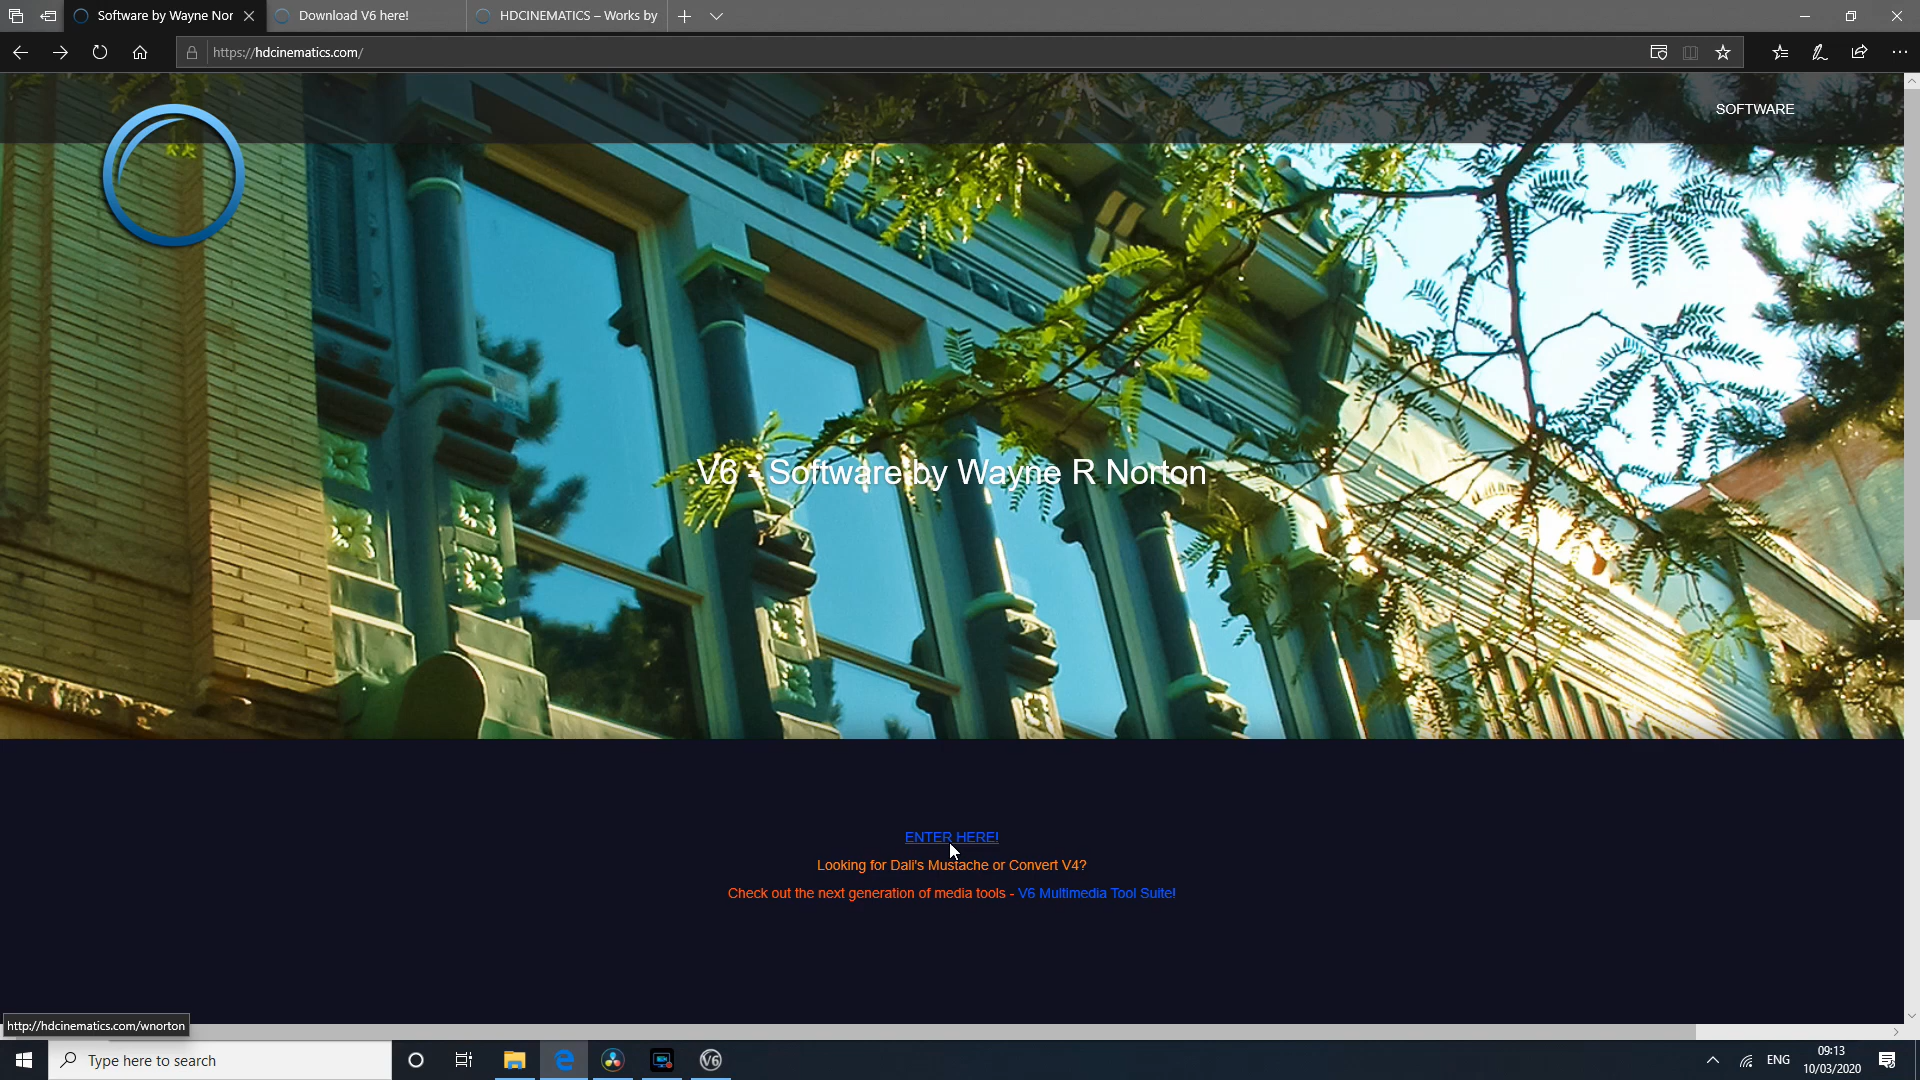 Software by Wayne Nor
Download V6 here!
HDCINEMATICS – Works by
https://hdcinematics.com/
SOFTWARE
V6 - Software by Wayne R Norton
ENTER HERE!
Looking for Dali's Mustache or Convert V4?
Check out the next generation of media tools - V6 Multimedia Tool Suite!
http://hdcinematics.com/wnorton
Type here to search
V6
ENG
09:13
10/03/2020